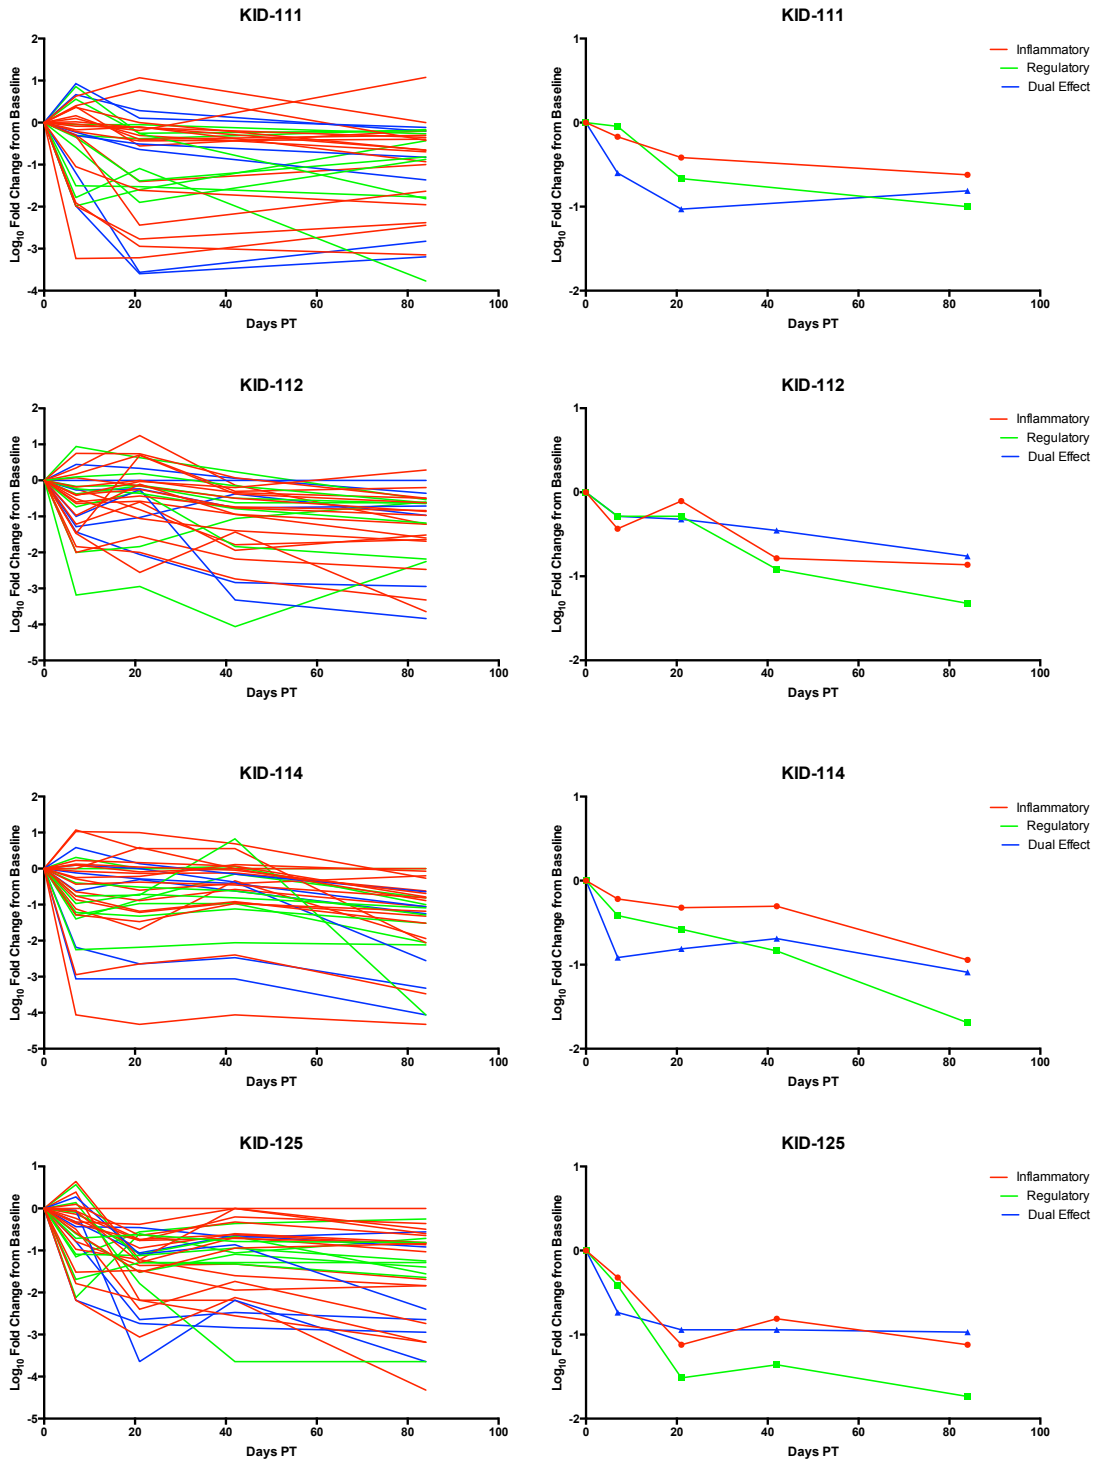 KID-111
2
1
0
-1
-2
-3
-4
0
20
40
60
80
100
Log10 Fold Change from Baseline
Days PT
KID-111
1
0
-1
-2
0
20
40
60
80
100
Log10 Fold Change from Baseline
Days PT
Inflammatory
Regulatory
Dual Effect
KID-112
2
1
0
-1
-2
-3
-4
-5
0
20
40
60
80
100
Log10 Fold Change from Baseline
Days PT
KID-112
1
0
-1
-2
0
20
40
60
80
100
Log10 Fold Change from Baseline
Days PT
Inflammatory
Regulatory
Dual Effect
KID-114
2
1
0
-1
-2
-3
-4
-5
0
20
40
60
80
100
Log10 Fold Change from Baseline
Days PT
KID-114
1
0
-1
-2
0
20
40
60
80
100
Log10 Fold Change from Baseline
Days PT
Inflammatory
Regulatory
Dual Effect
KID-125
1
0
-1
-2
-3
-4
-5
0
20
40
60
80
100
Log10 Fold Change from Baseline
Days PT
KID-125
1
0
-1
-2
0
20
40
60
80
100
Log10 Fold Change from Baseline
Days PT
Inflammatory
Regulatory
Dual Effect